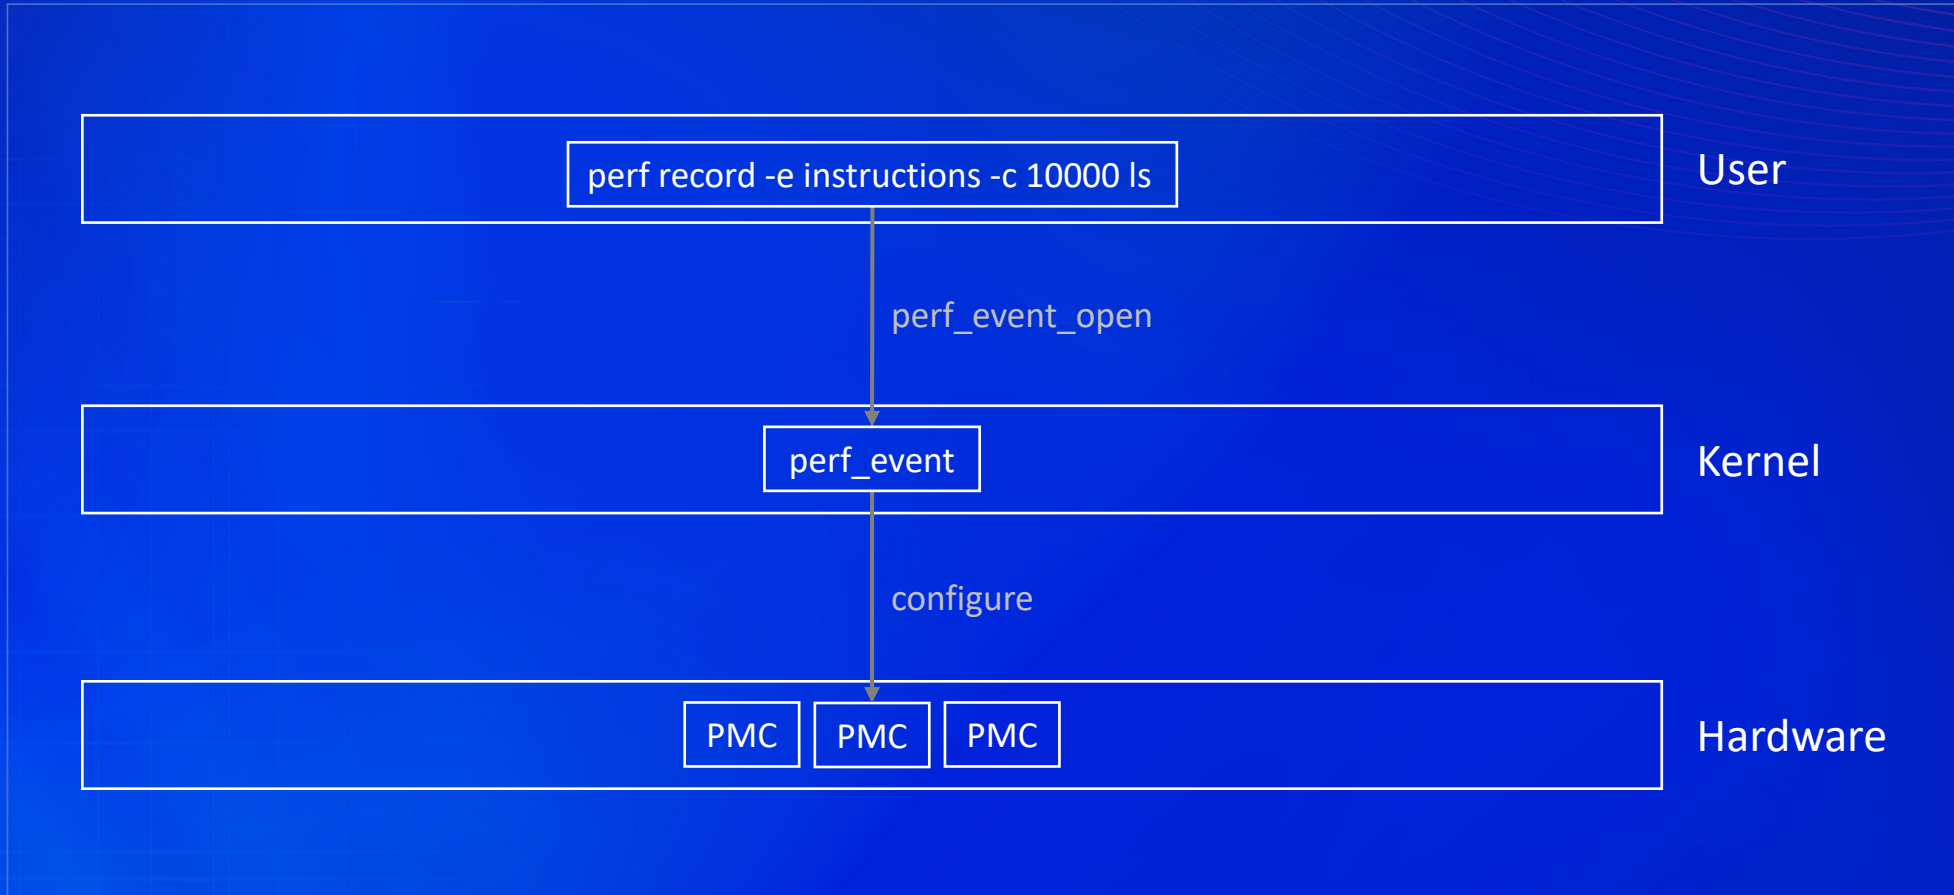 perf record -e instructions -c 10000 ls
User
perf_event_open
perf_event
Kernel
configure
PMC
PMC
PMC
Hardware